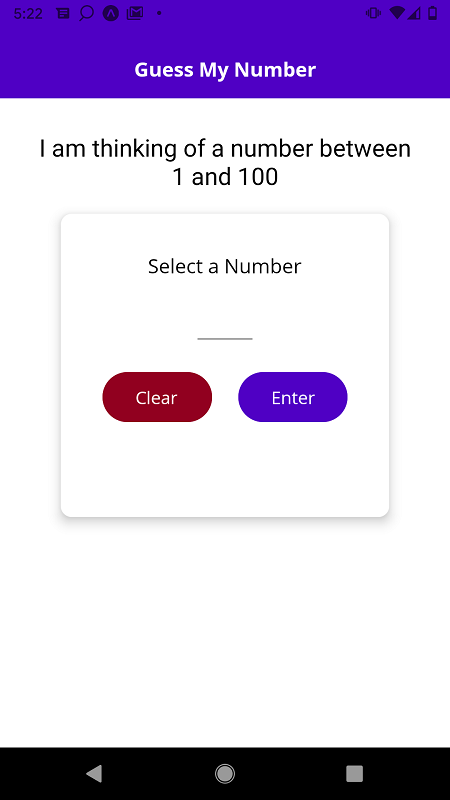 5:22
Guess My Number
I am thinking of a number between
1 and 100
Select a Number
Clear
Enter